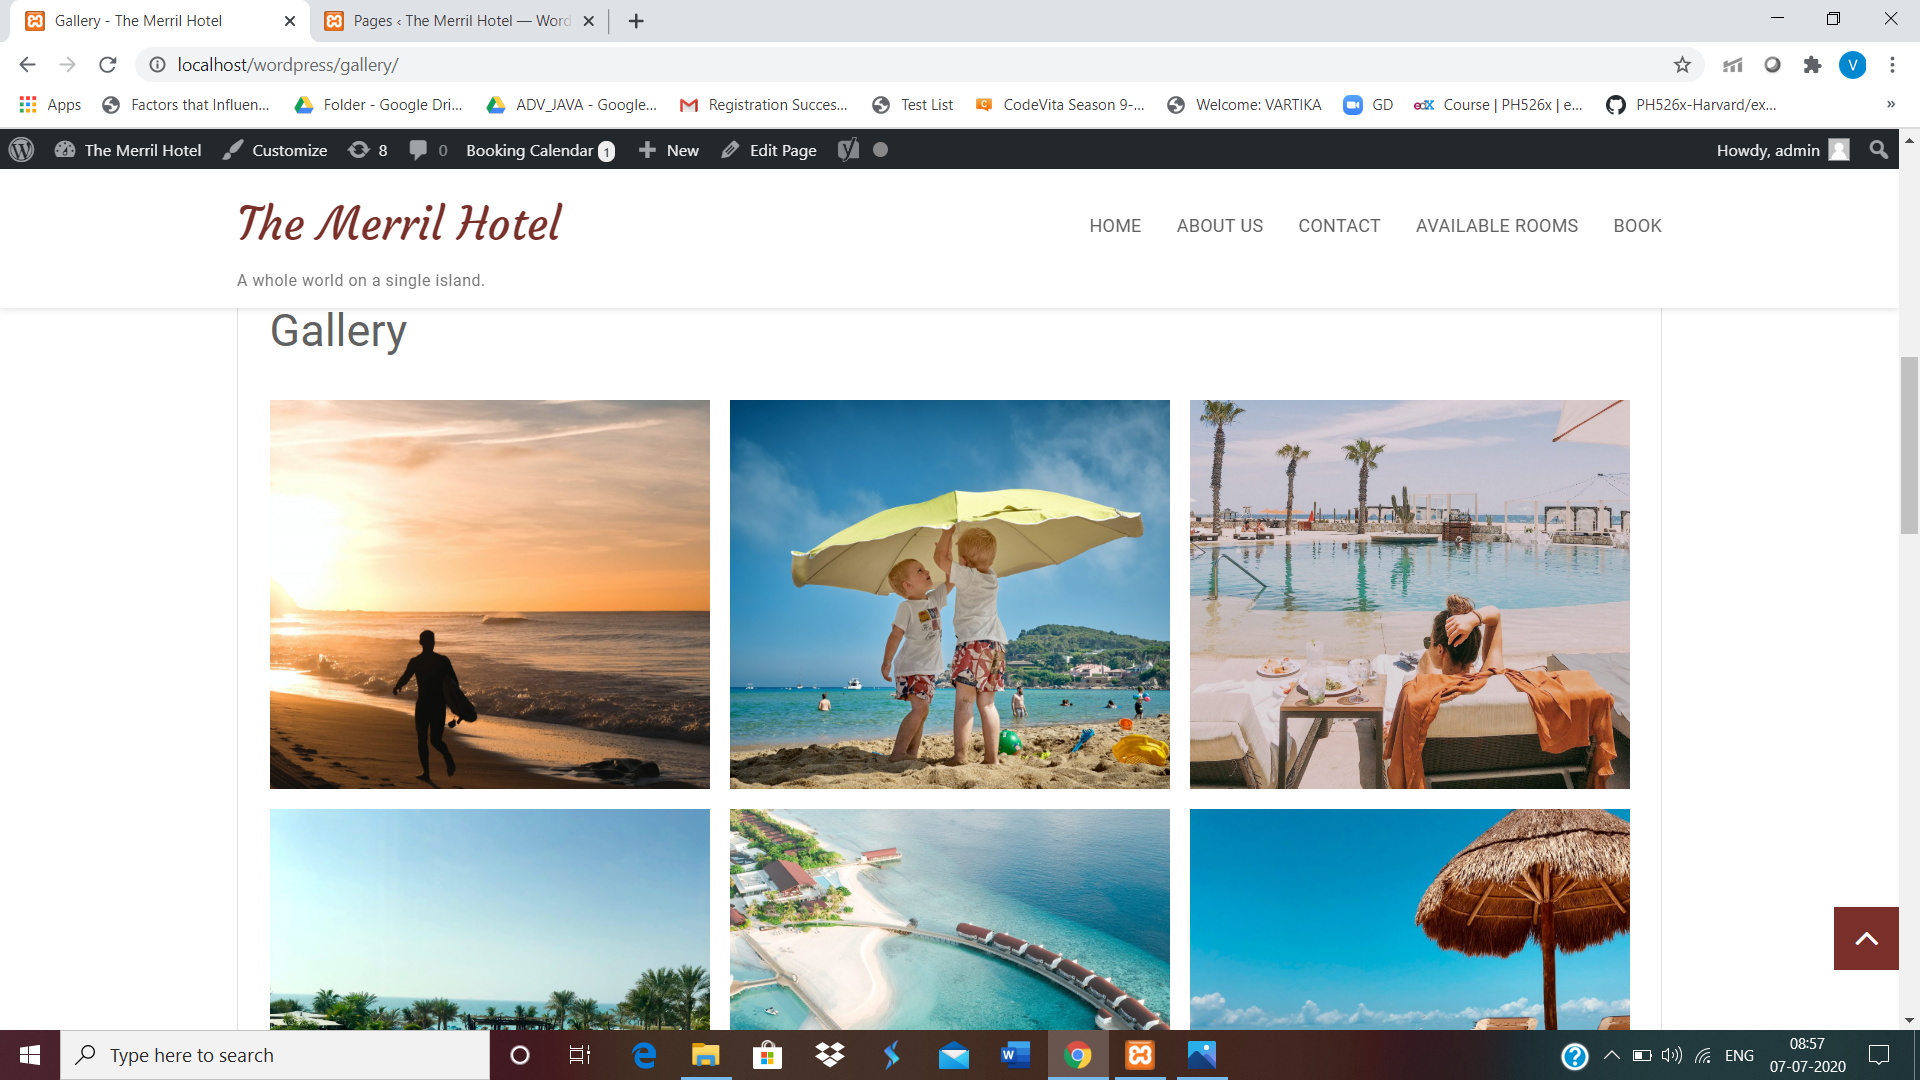 Gallery - The Merril Hotel
Pages ‹ The Merril Hotel — Word
localhost/wordpress/gallery/
V
Apps
Factors that Influen...
Folder - Google Dri...
ADV_JAVA - Google...
Registration Succes...
Test List
CodeVita Season 9-...
Welcome: VARTIKA
GD
edX
Course | PH526x | e...
PH526x-Harvard/ex...
»
The Merril Hotel
Customize
8
0
Booking Calendar 1
New
Edit Page
Howdy, admin
The Merril Hotel
HOME
ABOUT US
CONTACT
AVAILABLE ROOMS
BOOK
A whole world on a single island.
Gallery
Type here to search
ENG
08:57
07-07-2020